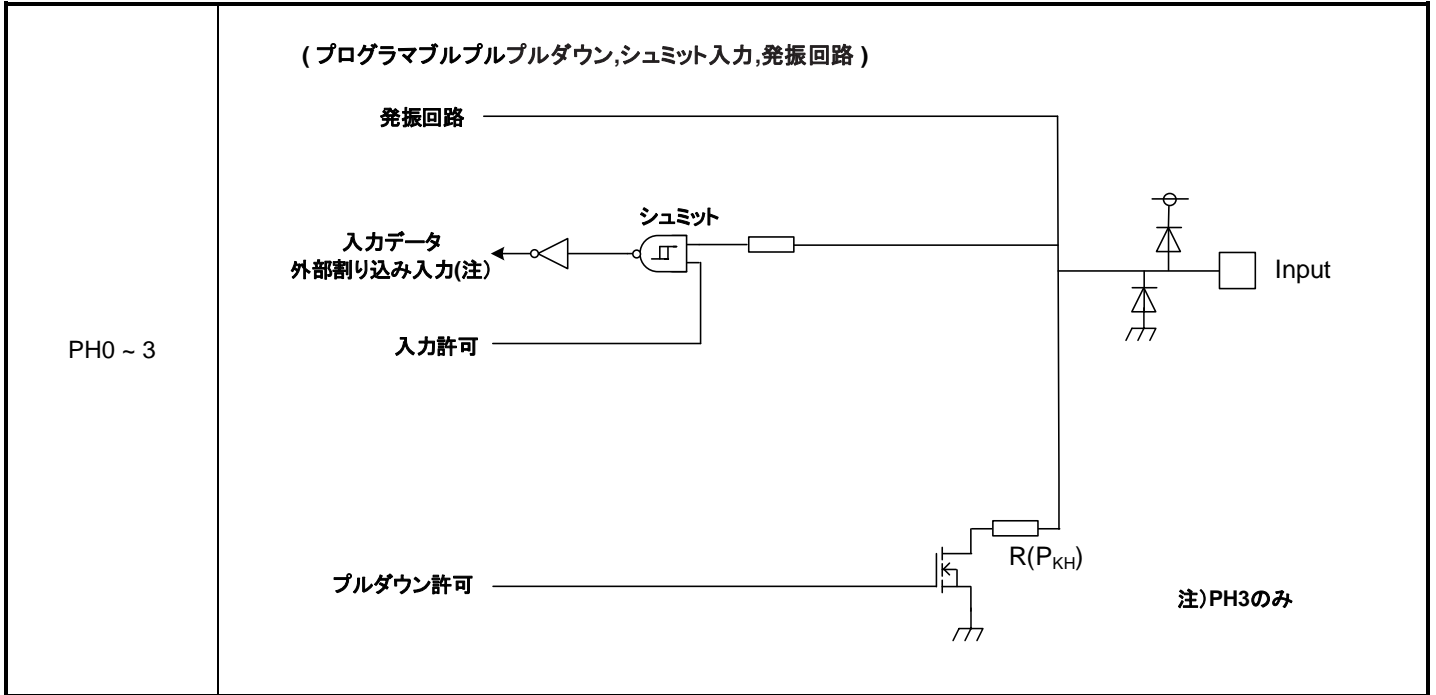 ( プログラマブルプルプルダウン,シュミット入力,発振回路 )
発振回路
シュミット
入力データ
外部割り込み入力(注)
Input
入力許可
PH0 ~ 3
R(PKH)
プルダウン許可
注)PH3のみ